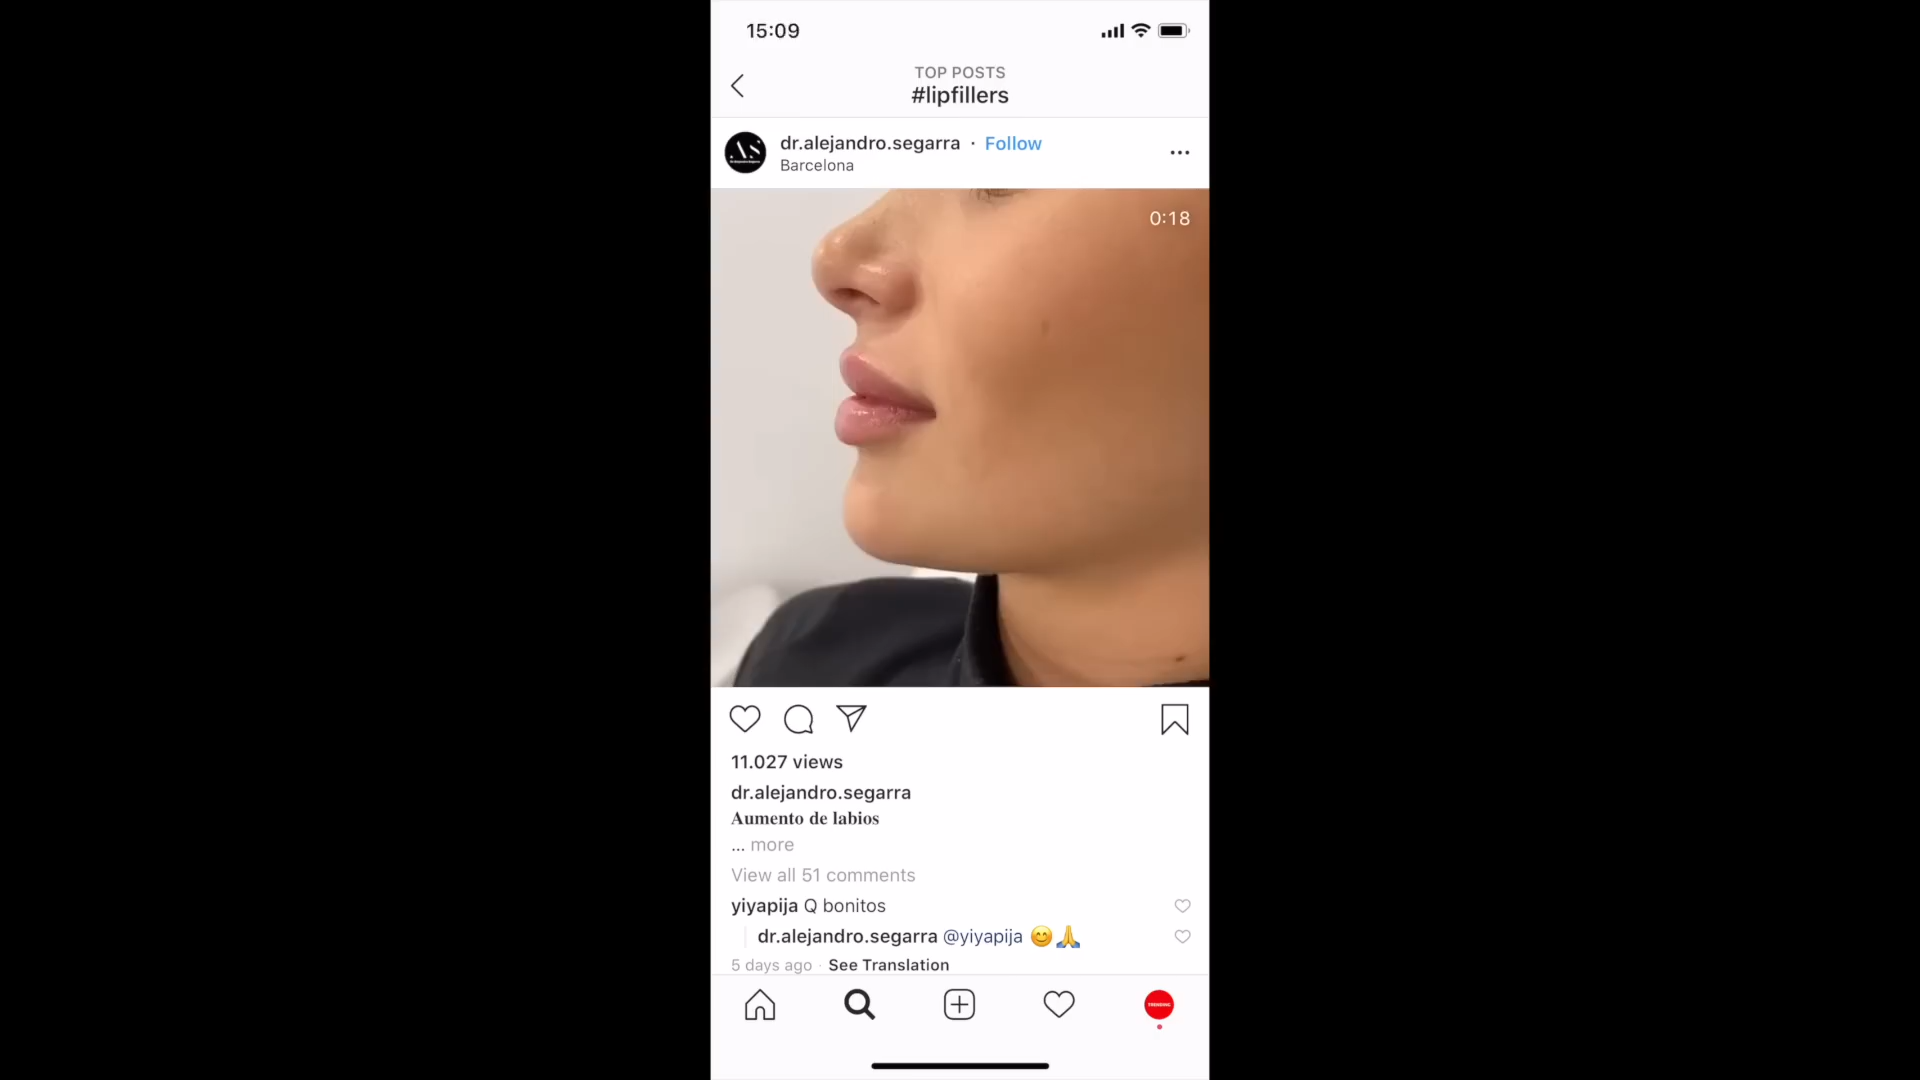 15:09
TOP POSTS
#lipfillers
dr.alejandro.segarra · Follow
Barcelona
0:18
11.027 views
dr.alejandro.segarra
Aumento de labios
... more
View all 51 comments
yiyapija Q bonitos
dr.alejandro.segarra @yiyapija 😊🙏
5 days ago · See Translation
TRENDING